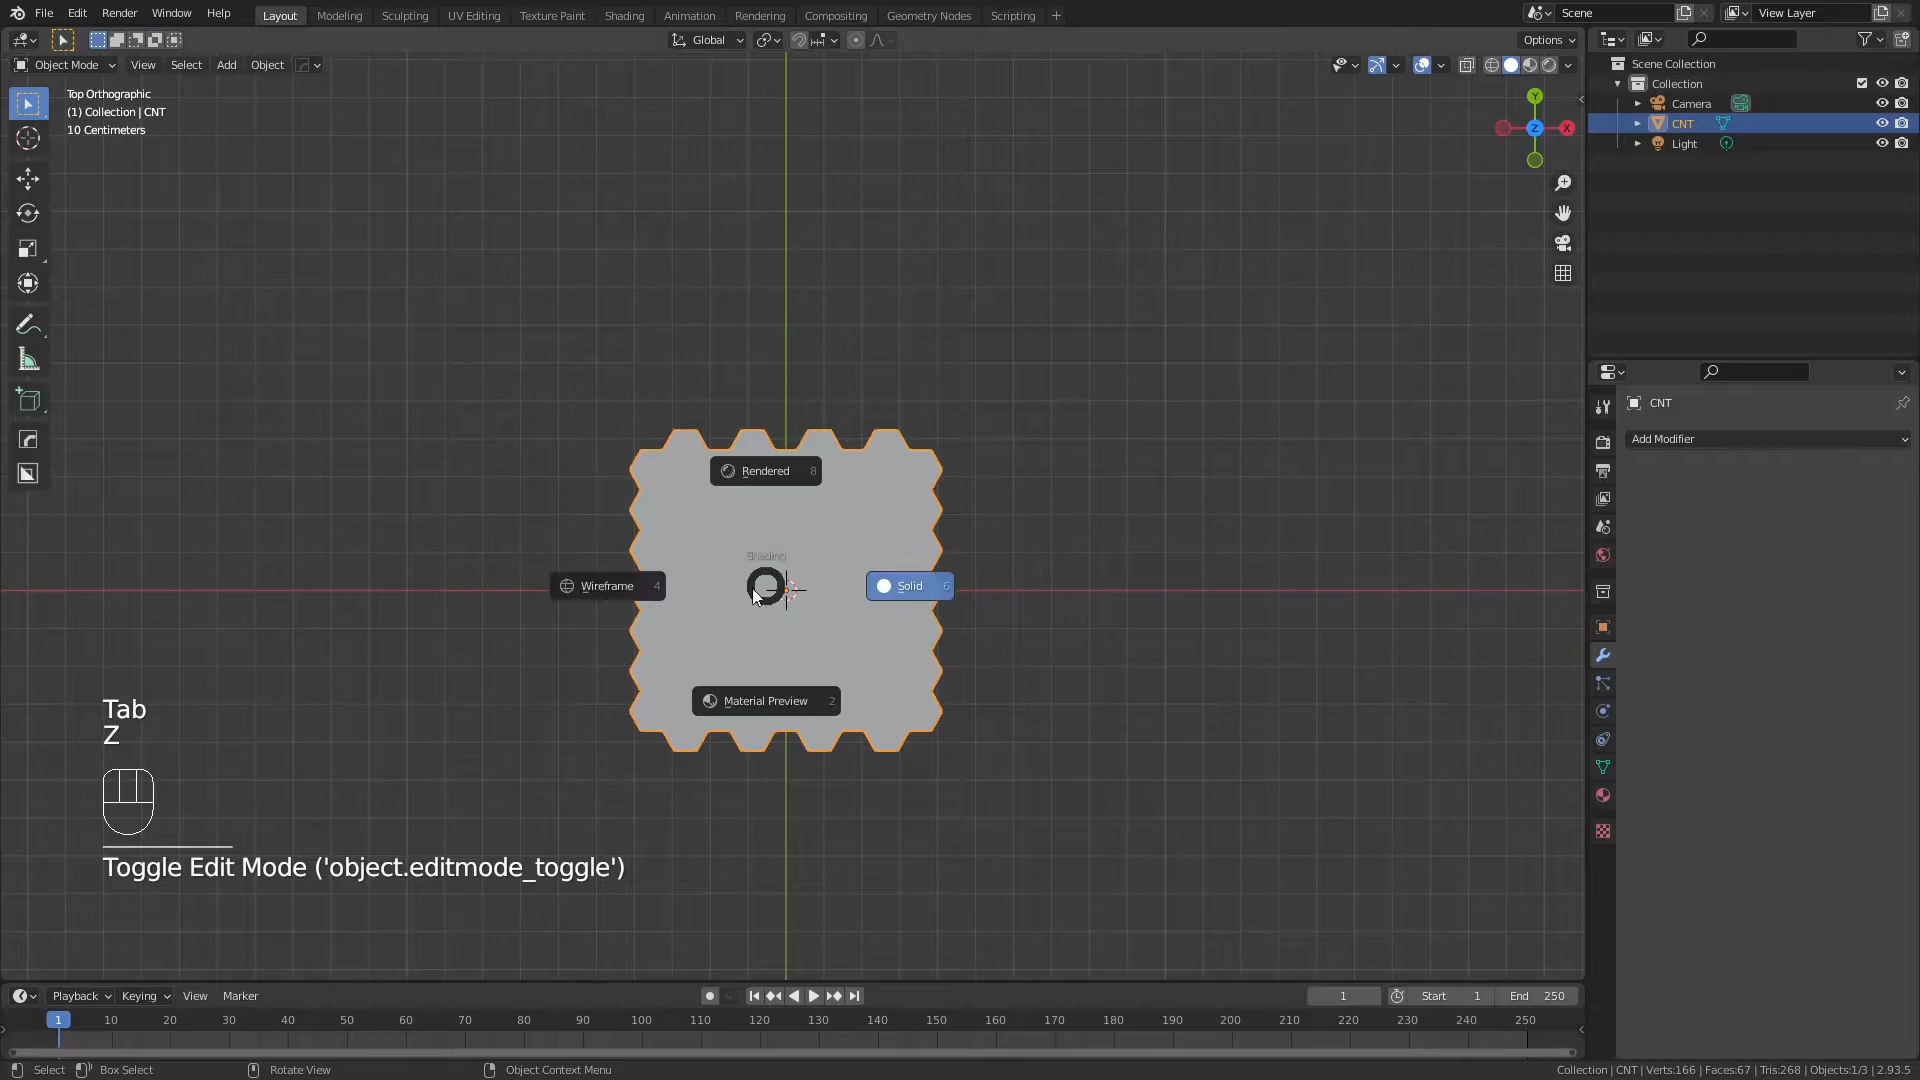 File Edit Render Window Help
Layout Modeling Sculpting UV Editing Texture Paint Shading Animation Rendering Compositing Geometry Nodes Scripting +
Scene
View Layer
Global
Options
Object Mode View Select Add Object
Top Orthographic
(1) Collection | CNT
10 Centimeters
Y
X
Z
Scene Collection
Collection
Camera
CNT
Light
CNT
Add Modifier
Rendered 8
Shading
Wireframe 4
Solid 6
Material Preview 2
Tab
Z
Toggle Edit Mode ('object.editmode_toggle')
Playback Keying View Marker
1
Start 1
End 250
1 10 20 30 40 50 60 70 80 90 100 110 120 130 140 150 160 170 180 190 200 210 220 230 240 250
Select Box Select Rotate View Object Context Menu
Collection | CNT | Verts:166 | Faces:67 | Tris:268 | Objects:1/3 | 2.93.5